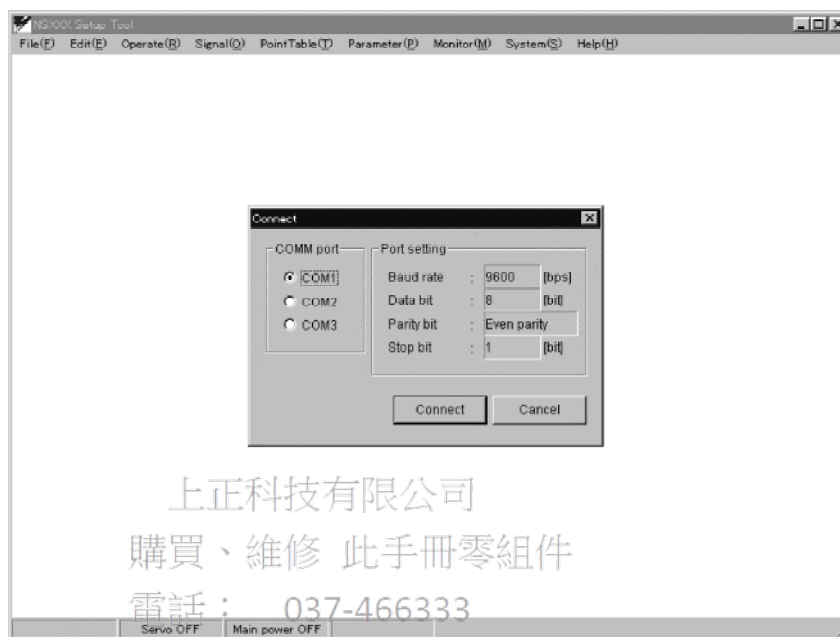 NSXXX Setup Tool
File(F) Edit(E) Operate(R) Signal(O) PointTable(T) Parameter(P) Monitor(M) System(S) Help(H)
Connect
COMM port
COM1
COM2
COM3
Port setting
Baud rate : 9600 [bps]
Data bit : 8 [bit]
Parity bit : Even parity
Stop bit : 1 [bit]
Connect Cancel
上正科技有限公司
購買、維修 此手冊零組件
電話： 037-466333
Servo OFF Main power OFF